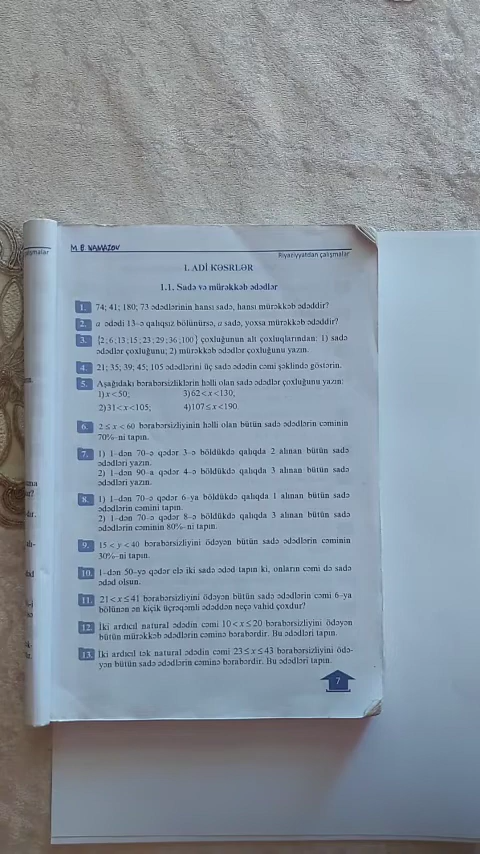 M. B. NAMAZOV
Riyaziyyatdan çalışmalar
I. ADİ KƏSRLƏR
1.1. Sadə və mürəkkəb ədədlər
1. 74; 41; 180; 73 ədədlərinin hansı sadə, hansı mürəkkəb ədəddir?
2. a ədədi 13-ə qalıqsız bölünürsə, a sadə, yoxsa mürəkkəb ədəddir?
3. {2; 6; 13; 15; 23; 29; 36; 100} çoxluğunun alt çoxluqlarından: 1) sadə
ədədlər çoxluğunu; 2) mürəkkəb ədədlər çoxluğunu yazın.
4. 21; 35; 39; 45; 105 ədədlərini üç sadə ədədin cəmi şəklində göstərin.
5. Aşağıdakı bərabərsizliklərin həlli olan sadə ədədlər çoxluğunu yazın:
1) x<50; 3) 62<x<130;
2) 31<x≤105; 4) 107≤x<190.
6. 2≤x<60 bərabərsizliyinin həlli olan bütün sadə ədədlərin cəminin
70%-ni tapın.
7. 1) 1-dən 70-ə qədər 3-ə böldükdə qalıqda 2 alınan bütün sadə
ədədləri yazın.
2) 1-dən 90-a qədər 4-ə böldükdə qalıqda 3 alınan bütün sadə
ədədləri yazın.
8. 1) 1-dən 70-ə qədər 6-ya böldükdə qalıqda 1 alınan bütün sadə
ədədlərin cəmini tapın.
2) 1-dən 70-ə qədər 8-ə böldükdə qalıqda 3 alınan bütün sadə
ədədlərin cəminin 80%-ni tapın.
9. 15<y<40 bərabərsizliyini ödəyən bütün sadə ədədlərin cəminin
30%-ni tapın.
10. 1-dən 50-yə qədər elə iki sadə ədəd tapın ki, onların cəmi də sadə
ədəd olsun.
11. 21<x≤41 bərabərsizliyini ödəyən bütün sadə ədədlərin cəmi 6-ya
bölünən ən kiçik üçrəqəmli ədəddən neçə vahid çoxdur?
12. İki ardıcıl natural ədədin cəmi 10<x≤20 bərabərsizliyini ödəyən
bütün mürəkkəb ədədlərin cəminə bərabərdir. Bu ədədləri tapın.
13. İki ardıcıl tək natural ədədin cəmi 23≤x≤43 bərabərsizliyini ödə-
yən bütün sadə ədədlərin cəminə bərabərdir. Bu ədədləri tapın.
7